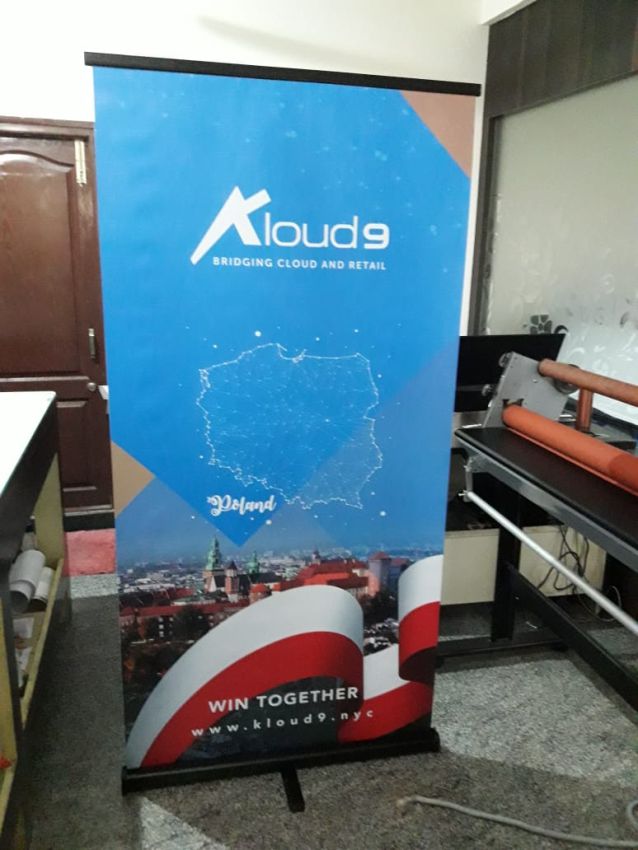 Kloud9
BRIDGING CLOUD AND RETAIL
Poland
WIN TOGETHER
www.kloud9.nyc